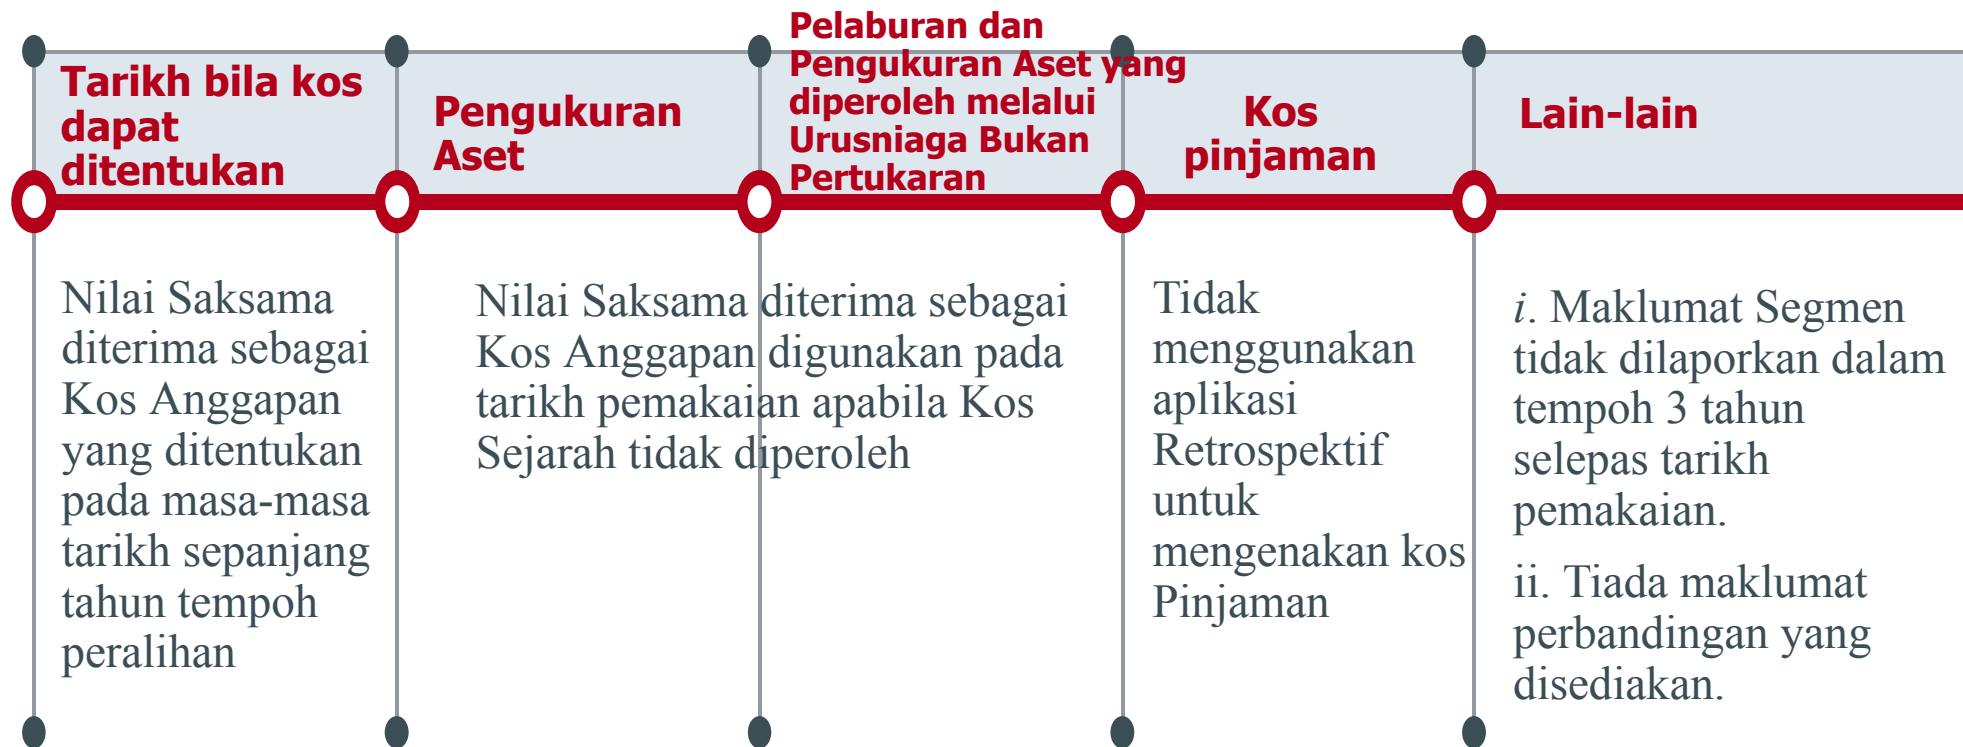 Tarikh bila kos
dapat
ditentukan
Pengukuran
Aset
Pelaburan dan
Pengukuran Aset yang
diperoleh melalui
Urusniaga Bukan
Pertukaran
Kos
pinjaman
Lain-lain
Nilai Saksama
diterima sebagai
Kos Anggapan
yang ditentukan
pada masa-masa
tarikh sepanjang
tahun tempoh
peralihan
Nilai Saksama diterima sebagai
Kos Anggapan digunakan pada
tarikh pemakaian apabila Kos
Sejarah tidak diperoleh
Tidak
menggunakan
aplikasi
Retrospektif
untuk
mengenakan kos
Pinjaman
i. Maklumat Segmen
tidak dilaporkan dalam
tempoh 3 tahun
selepas tarikh
pemakaian.
ii. Tiada maklumat
perbandingan yang
disediakan.